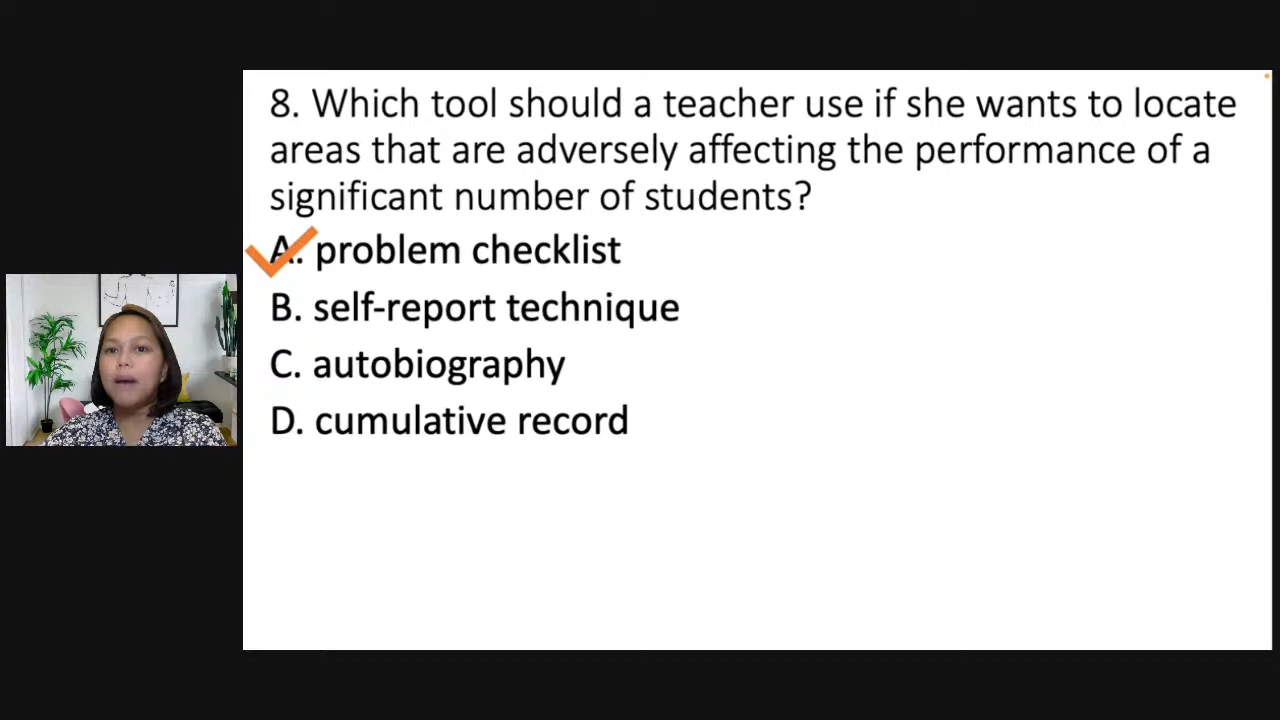 8. Which tool should a teacher use if she wants to locate
areas that are adversely affecting the performance of a
significant number of students?
A. problem checklist
B. self-report technique
C. autobiography
D. cumulative record